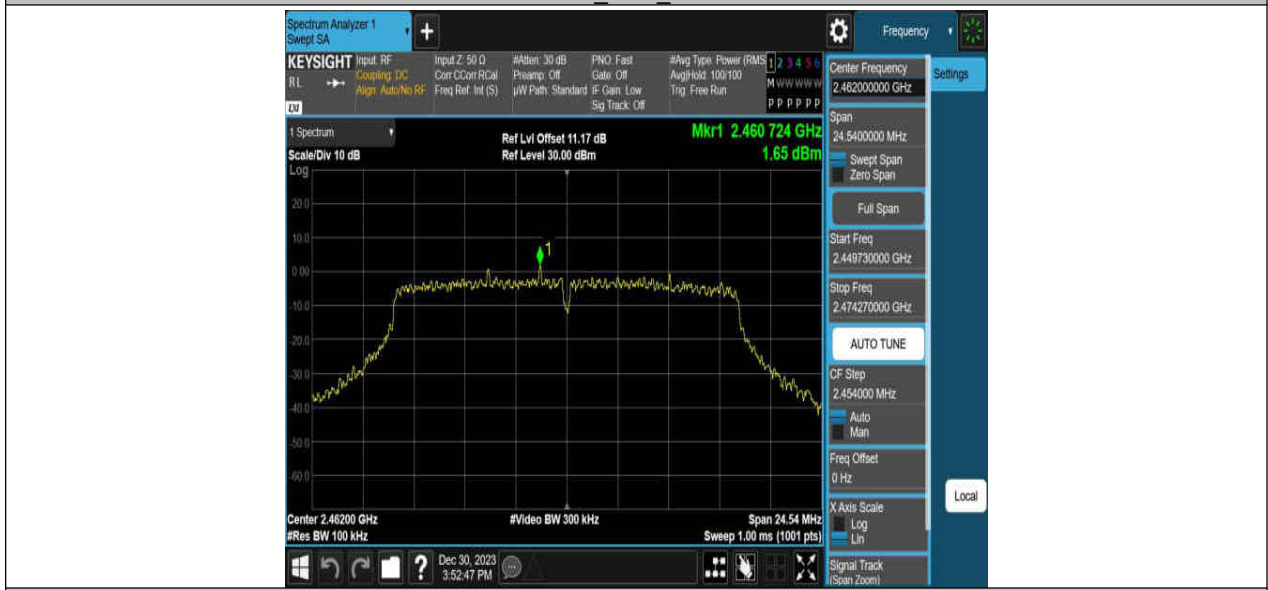 Spectrum Analyzer 1
Swept SA
+
Frequency
KEYSIGHT
RL
LXI
Input: RF
Coupling: DC
Align: Auto/No RF
Input Z: 50 Ω
Corr CCorr RCal
Freq Ref: Int (S)
#Atten: 30 dB
Preamp: Off
µW Path: Standard
PNO: Fast
Gate: Off
IF Gain: Low
Sig Track: Off
#Avg Type: Power (RMS
Avg|Hold: 100/100
Trig: Free Run
1 2 3 4 5 6
M W W W W W
P P P P P P
1 Spectrum
Scale/Div 10 dB
Log
Ref Lvl Offset 11.17 dB
Ref Level 30.00 dBm
Mkr1 2.460 724 GHz
1.65 dBm
20.0
10.0
0.00
-10.0
-20.0
-30.0
-40.0
-50.0
-60.0
1
Center 2.46200 GHz
#Res BW 100 kHz
#Video BW 300 kHz
Span 24.54 MHz
Sweep 1.00 ms (1001 pts)
Dec 30, 2023
3:52:47 PM
Center Frequency
2.462000000 GHz
Settings
Span
24.5400000 MHz
Swept Span
Zero Span
Full Span
Start Freq
2.449730000 GHz
Stop Freq
2.474270000 GHz
AUTO TUNE
CF Step
2.454000 MHz
Auto
Man
Freq Offset
0 Hz
Local
X Axis Scale
Log
Lin
Signal Track
(Span Zoom)